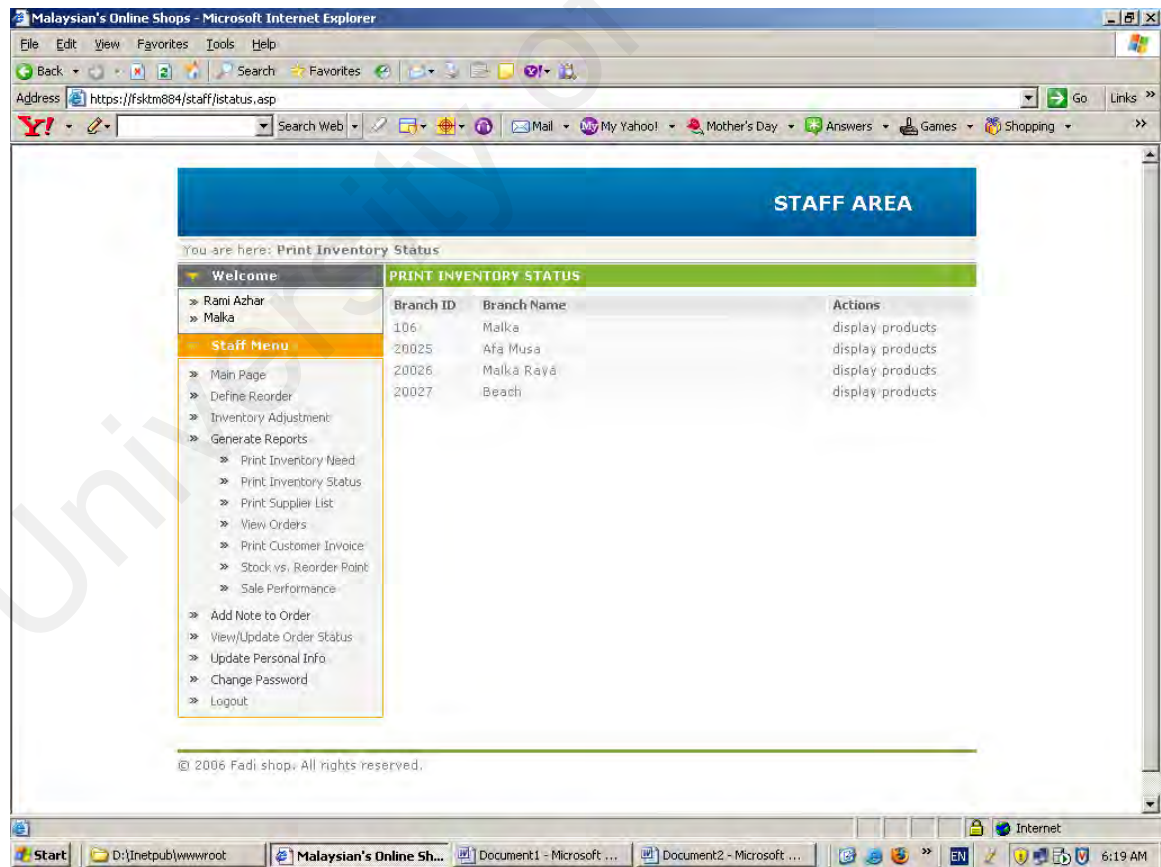 Malaysian's Online Shops - Microsoft Internet Explorer
File Edit View Favorites Tools Help
Back Search Favorites
Address https://fsktm884/staff/istatus.asp Go Links »
Y! Search Web Mail My Yahoo! Mother's Day Answers Games Shopping »
STAFF AREA
You are here: Print Inventory Status
Welcome
» Rami Azhar
» Malka
Staff Menu
» Main Page
» Define Reorder
» Inventory Adjustment
» Generate Reports
» Print Inventory Need
» Print Inventory Status
» Print Supplier List
» View Orders
» Print Customer Invoice
» Stock vs. Reorder Point
» Sale Performance
» Add Note to Order
» View/Update Order Status
» Update Personal Info
» Change Password
» Logout
PRINT INVENTORY STATUS
Branch ID Branch Name Actions
106 Malka display products
20025 Afa Musa display products
20026 Malka Raya display products
20027 Beach display products
© 2006 Fadi shop. All rights reserved.
Internet
Start D:\Inetpub\wwwroot Malaysian's Online Sh... Document1 - Microsoft ... Document2 - Microsoft ... » EN 6:19 AM
University of